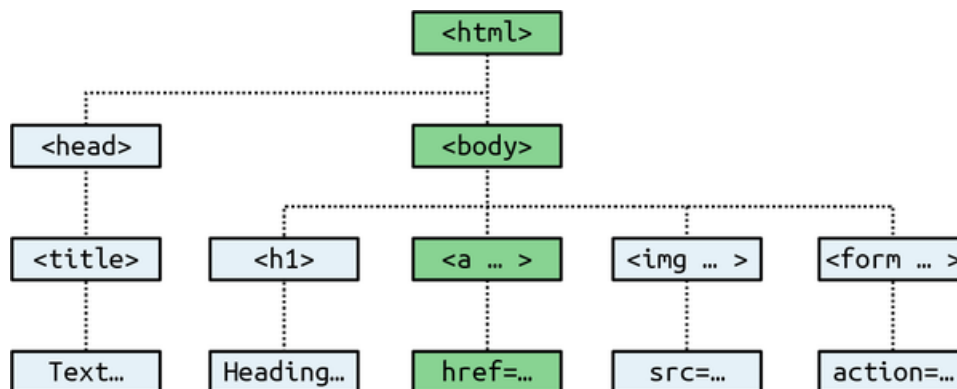 <html>
<head>
<body>
<title>
<h1>
<a … >
<img … >
<form … >
Text…
Heading…
href=…
src=…
action=…